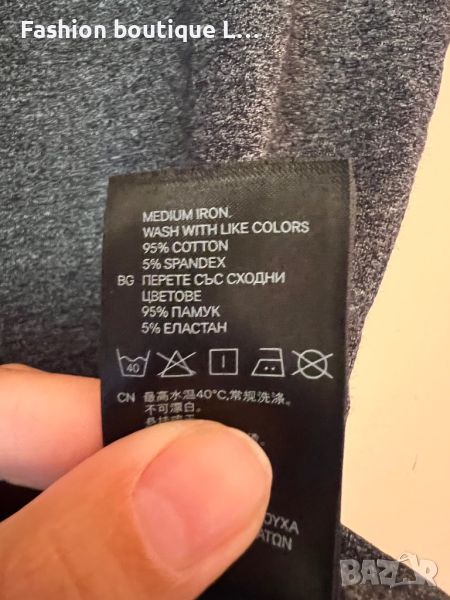 Fashion boutique L...
MEDIUM IRON.
WASH WITH LIKE COLORS
95% COTTON
5% SPANDEX
BG ПЕРЕТЕ СЪС СХОДНИ
ЦВЕТОВЕ
95% ПАМУК
5% ЕЛАСТАН
40
CN 最高水温40°C,常规洗涤。
不可漂白。
BAZAR